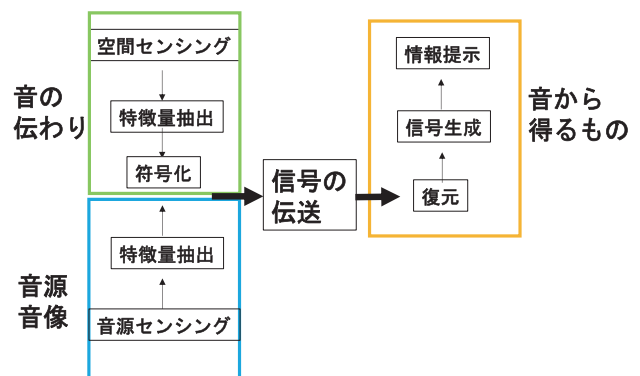 空間センシング
音の
伝わり
特徴量抽出
符号化
特徴量抽出
音源
音像
音源センシング
信号の
伝送
情報提示
信号生成
復元
音から
得るもの